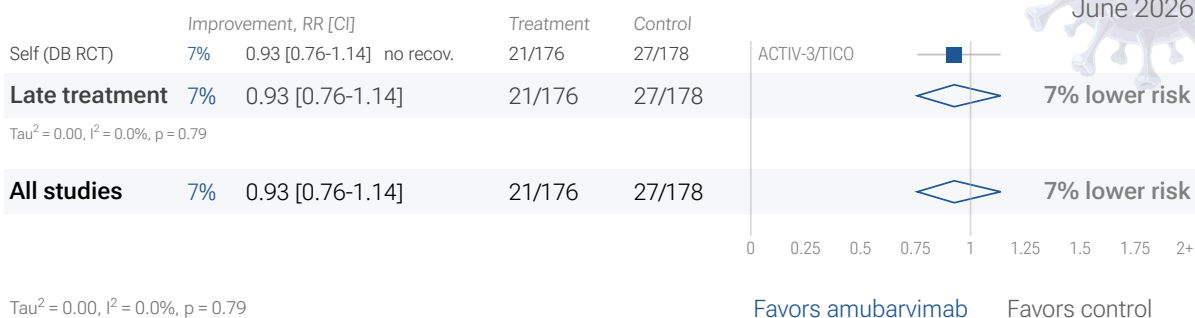 June 2026
Improvement, RR [CI] Treatment Control
Self (DB RCT) 7% 0.93 [0.76-1.14] no recov. 21/176 27/178 ACTIV-3/TICO
Late treatment 7% 0.93 [0.76-1.14] 21/176 27/178 7% lower risk
Tau² = 0.00, I² = 0.0%, p = 0.79
All studies 7% 0.93 [0.76-1.14] 21/176 27/178 7% lower risk
0 0.25 0.5 0.75 1 1.25 1.5 1.75 2+
Tau² = 0.00, I² = 0.0%, p = 0.79 Favors amubarvimab Favors control